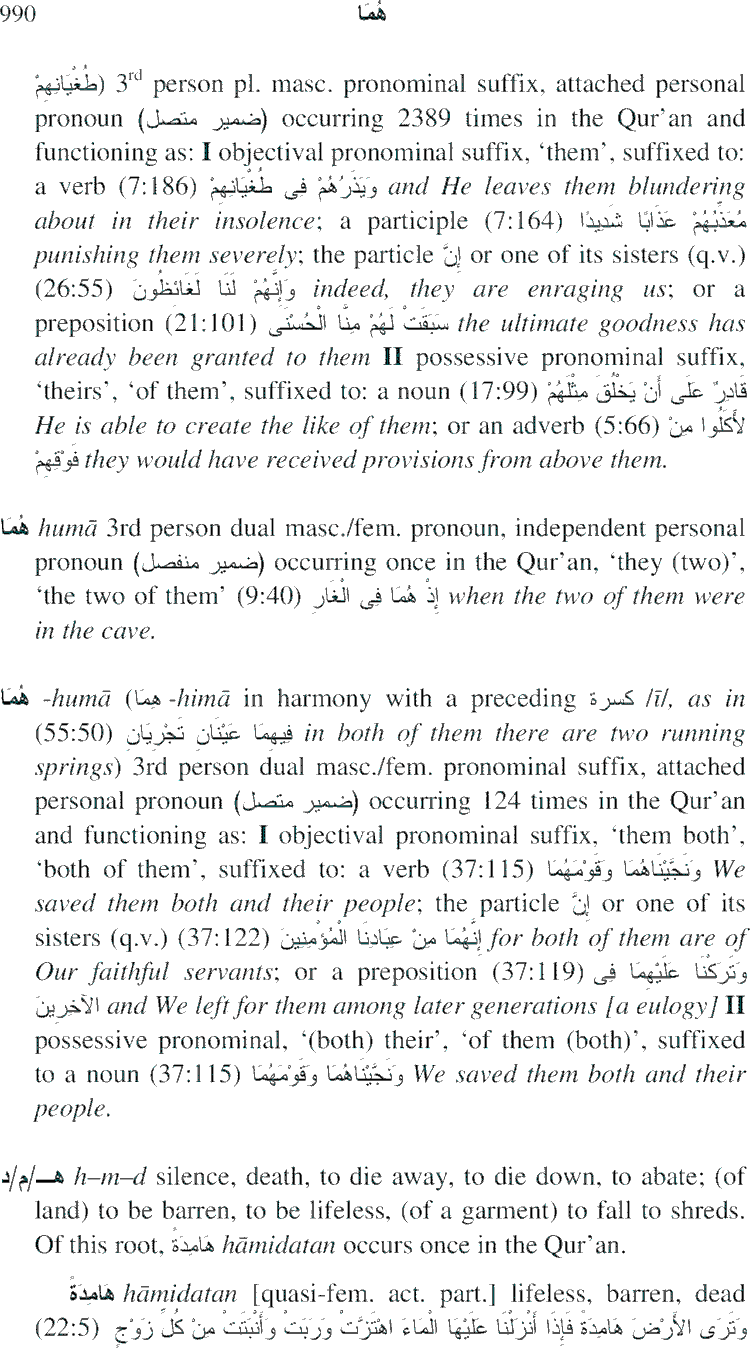 990 هُمَا
طُغْيَانِهِمْ) 3rd person pl. masc. pronominal suffix, attached personal
pronoun (ضمير متصل) occurring 2389 times in the Qur’an and
functioning as: I objectival pronominal suffix, ‘them’, suffixed to:
a verb (7:186) وَيَذَرُهُمْ فِى طُغْيَانِهِمْ and He leaves them blundering
about in their insolence; a participle (7:164) مُعَذِّبُهُمْ عَذَابًا شَدِيدًا
punishing them severely; the particle إِنَّ or one of its sisters (q.v.)
(26:55) وَإِنَّهُمْ لَنَا لَغَائِظُونَ indeed, they are enraging us; or a
preposition (21:101) سَبَقَتْ لَهُمْ مِنَّا الْحُسْنَى the ultimate goodness has
already been granted to them II possessive pronominal suffix,
‘theirs’, ‘of them’, suffixed to: a noun (17:99) قَادِرٌ عَلَى أَنْ يَخْلُقَ مِثْلَهُمْ
He is able to create the like of them; or an adverb (5:66) لأَكَلُوا مِنْ
فَوْقِهِمْ they would have received provisions from above them.
هُمَا humā 3rd person dual masc./fem. pronoun, independent personal
pronoun (ضمير منفصل) occurring once in the Qur’an, ‘they (two)’,
‘the two of them’ (9:40) إِذْ هُمَا فِى الْغَارِ when the two of them were
in the cave.
هُمَا -humā (هِمَا -himā in harmony with a preceding كسرة /ī/, as in
(55:50) فِيهِمَا عَيْنَانِ تَجْرِيَانِ in both of them there are two running
springs) 3rd person dual masc./fem. pronominal suffix, attached
personal pronoun (ضمير متصل) occurring 124 times in the Qur’an
and functioning as: I objectival pronominal suffix, ‘them both’,
‘both of them’, suffixed to: a verb (37:115) وَنَجَّيْنَاهُمَا وَقَوْمَهُمَا We
saved them both and their people; the particle إِنَّ or one of its
sisters (q.v.) (37:122) إِنَّهُمَا مِنْ عِبَادِنَا الْمُؤْمِنِينَ for both of them are of
Our faithful servants; or a preposition (37:119) وَتَرَكْنَا عَلَيْهِمَا فِى
الآخِرِينَ and We left for them among later generations [a eulogy] II
possessive pronominal, ‘(both) their’, ‘of them (both)’, suffixed
to a noun (37:115) وَنَجَّيْنَاهُمَا وَقَوْمَهُمَا We saved them both and their
people.
هـ/م/د h–m–d silence, death, to die away, to die down, to abate; (of
land) to be barren, to be lifeless, (of a garment) to fall to shreds.
Of this root, هَامِدَةً hāmidatan occurs once in the Qur’an.
هَامِدَةً hāmidatan [quasi-fem. act. part.] lifeless, barren, dead
(22:5) وَتَرَى الأَرْضَ هَامِدَةً فَإِذَا أَنْزَلْنَا عَلَيْهَا الْمَاءَ اهْتَزَّتْ وَرَبَتْ وَأَنْبَتَتْ مِنْ كُلِّ زَوْجٍ